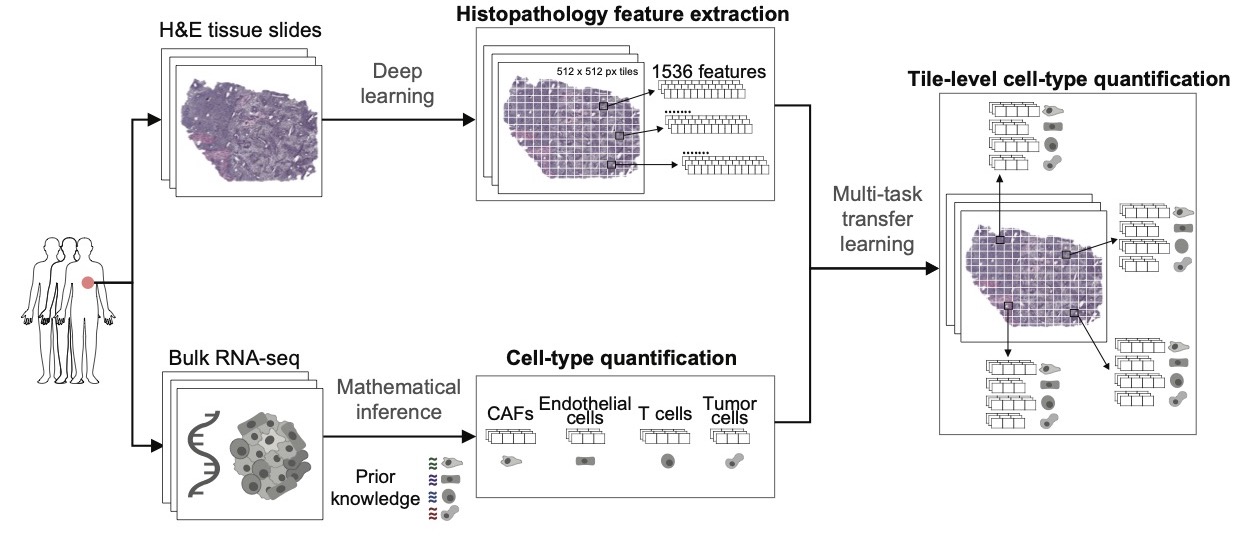 Histopathology feature extraction
H&E tissue slides
Deep
learning
512 x 512 px tiles
1536 features
.......
.......
Tile-level cell-type quantification
Multi-task
transfer
learning
Bulk RNA-seq
Mathematical
inference
Prior
knowledge
Cell-type quantification
CAFs
Endothelial
cells
T cells
Tumor
cells